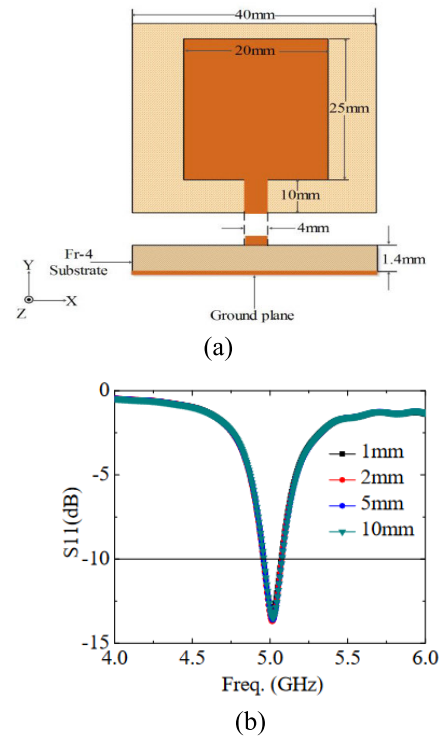 40mm
20mm
25mm
10mm
4mm
Fr-4
Substrate
1.4mm
Y
Z
X
Ground plane
(a)
0
-5
-10
-15
S11(dB)
1mm
2mm
5mm
10mm
4.0 4.5 5.0 5.5 6.0
Freq. (GHz)
(b)